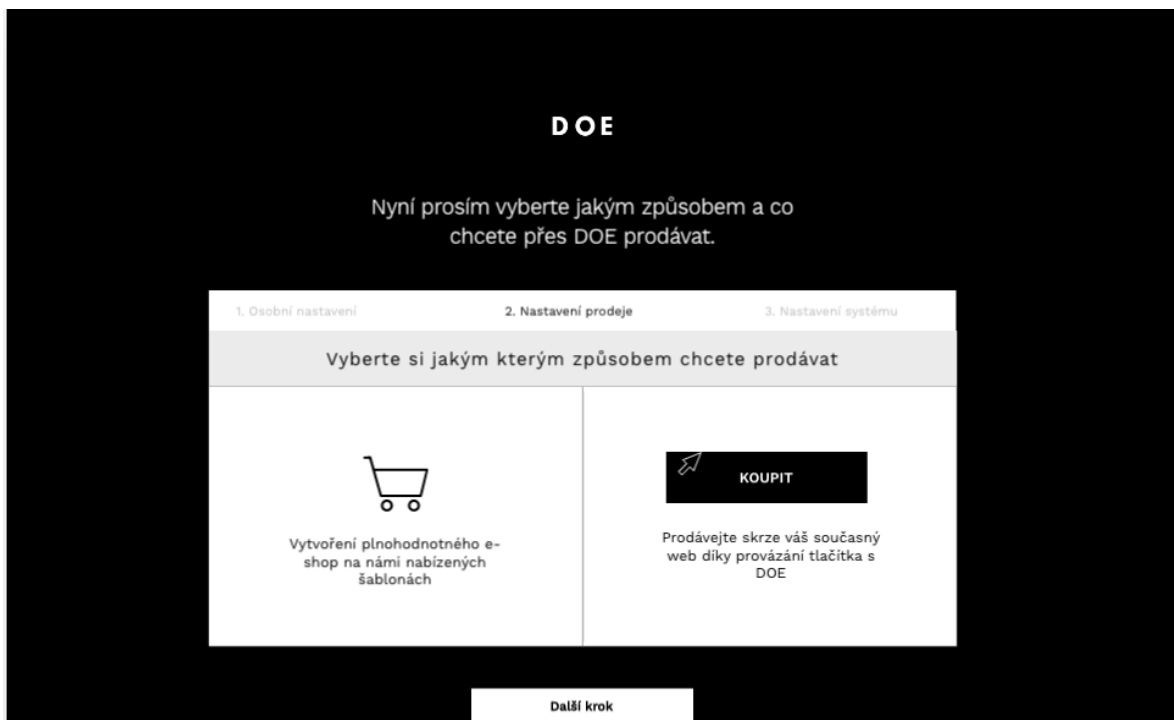 DOE
Nyní prosím vyberte jakým způsobem a co
chcete přes DOE prodávat.
1. Osobní nastavení
2. Nastavení prodeje
3. Nastavení systému
Vyberte si jakým kterým způsobem chcete prodávat
Vytvoření plnohodnotného e-
shop na námi nabízených
šablonách
KOUPIT
Prodávejte skrze váš současný
web díky provázání tlačítka s
DOE
Další krok